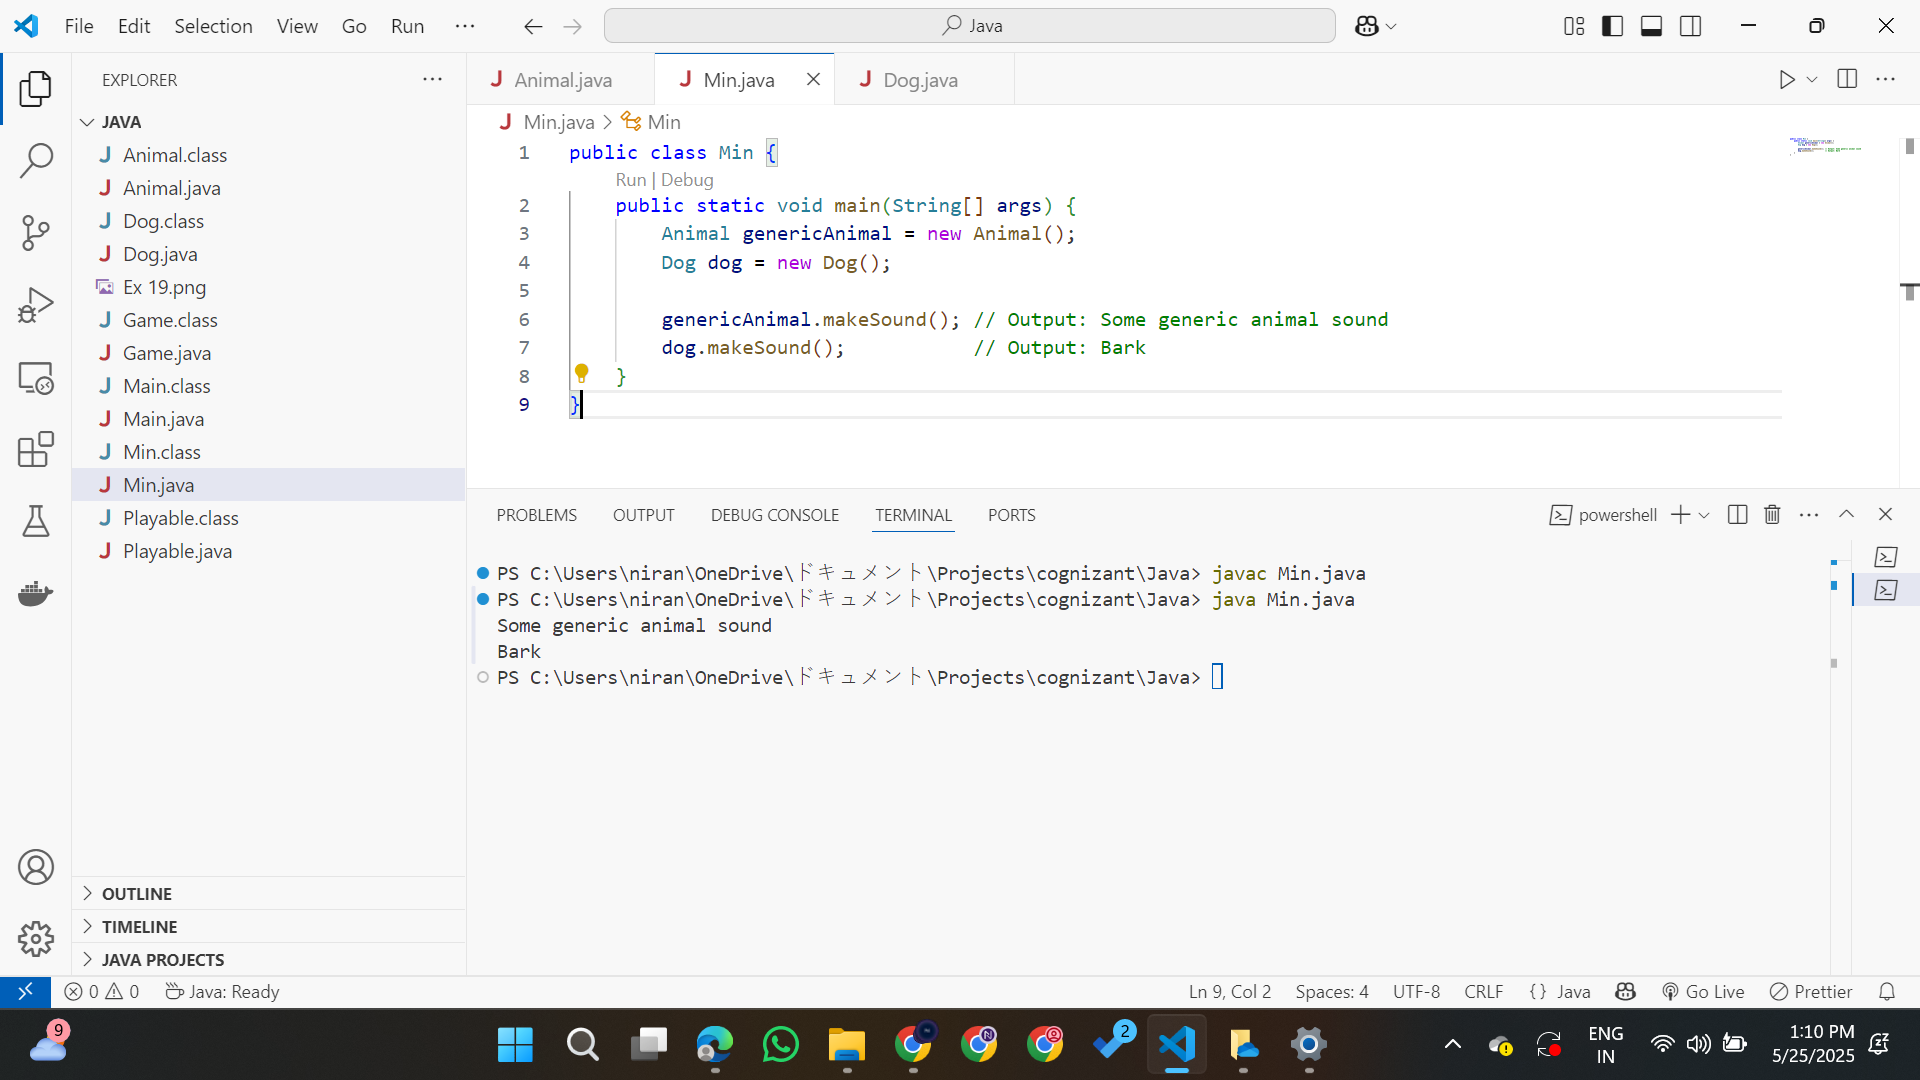 File Edit Selection View Go Run ··· Java
EXPLORER ···
JAVA
Animal.class
Animal.java
Dog.class
Dog.java
Ex 19.png
Game.class
Game.java
Main.class
Main.java
Min.class
Min.java
Playable.class
Playable.java
OUTLINE
TIMELINE
JAVA PROJECTS
Animal.java Min.java Dog.java
Min.java > Min
1 public class Min {
Run | Debug
2 public static void main(String[] args) {
3 Animal genericAnimal = new Animal();
4 Dog dog = new Dog();
5
6 genericAnimal.makeSound(); // Output: Some generic animal sound
7 dog.makeSound(); // Output: Bark
8 }
9 }
PROBLEMS OUTPUT DEBUG CONSOLE TERMINAL PORTS powershell
PS C:\Users\niran\OneDrive\ドキュメント\Projects\cognizant\Java> javac Min.java
PS C:\Users\niran\OneDrive\ドキュメント\Projects\cognizant\Java> java Min.java
Some generic animal sound
Bark
PS C:\Users\niran\OneDrive\ドキュメント\Projects\cognizant\Java>
0 0 Java: Ready Ln 9, Col 2 Spaces: 4 UTF-8 CRLF {} Java Go Live Prettier
9 2
ENG
IN
1:10 PM
5/25/2025